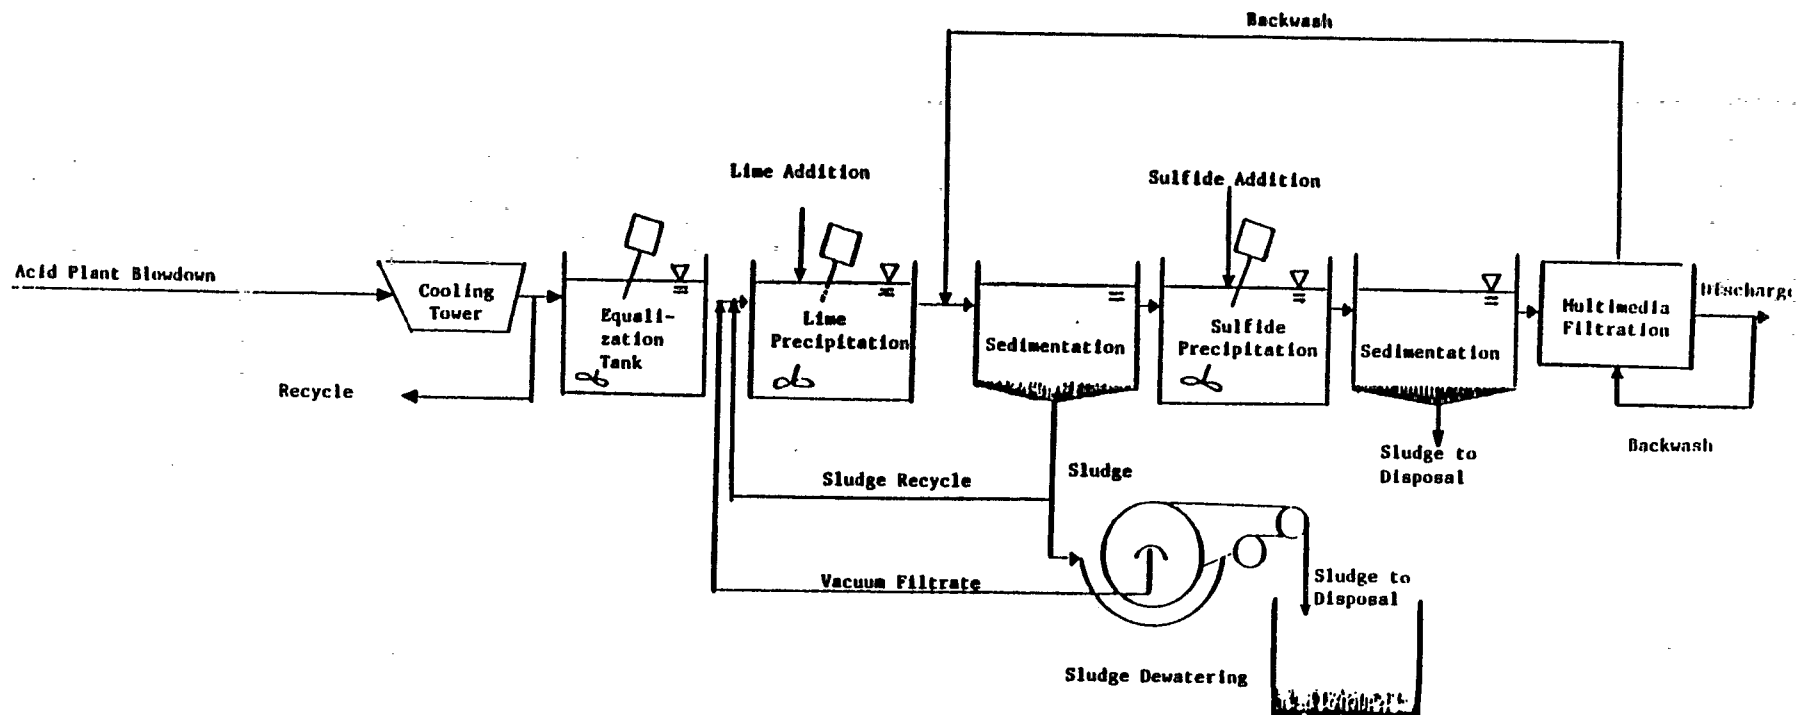 Backwash
Lime Addition
Sulfide Addition
Acid Plant Blowdown
Cooling
Tower
Equali-
zation
Tank
Lime
Precipitation
Sedimentation
Sulfide
Precipitation
Sedimentation
Multimedia
Filtration
Discharge
Recycle
Backwash
Sludge to
Disposal
Sludge
Sludge Recycle
Vacuum Filtrate
Sludge to
Disposal
Sludge Dewatering